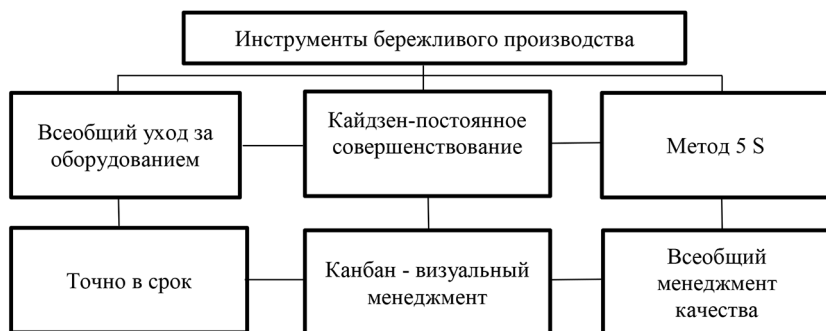 Инструменты бережливого производства
Всеобщий уход за
оборудованием
Кайдзен-постоянное
совершенствование
Метод 5 S
Точно в срок
Канбан - визуальный
менеджмент
Всеобщий
менеджмент
качества